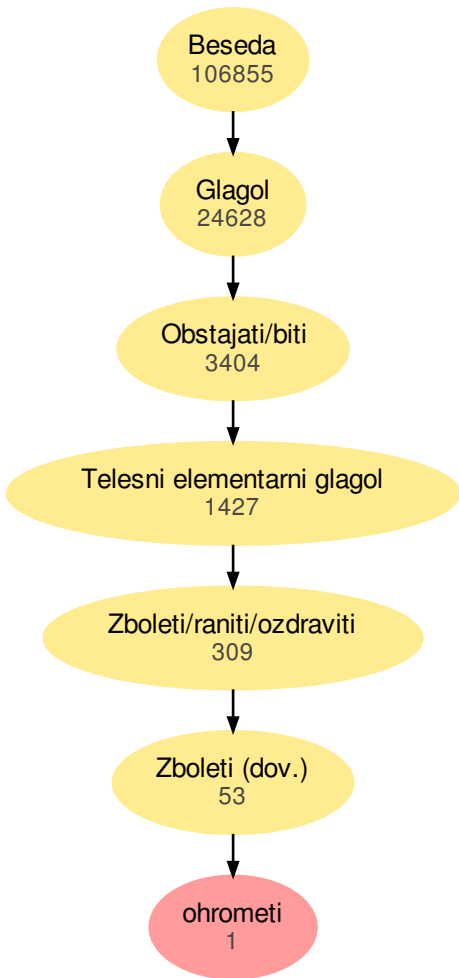 Beseda
106855
Glagol
24628
Obstajati/biti
3404
Telesni elementarni glagol
1427
Zboleti/raniti/ozdraviti
309
Zboleti (dov.)
53
ohrometi
1